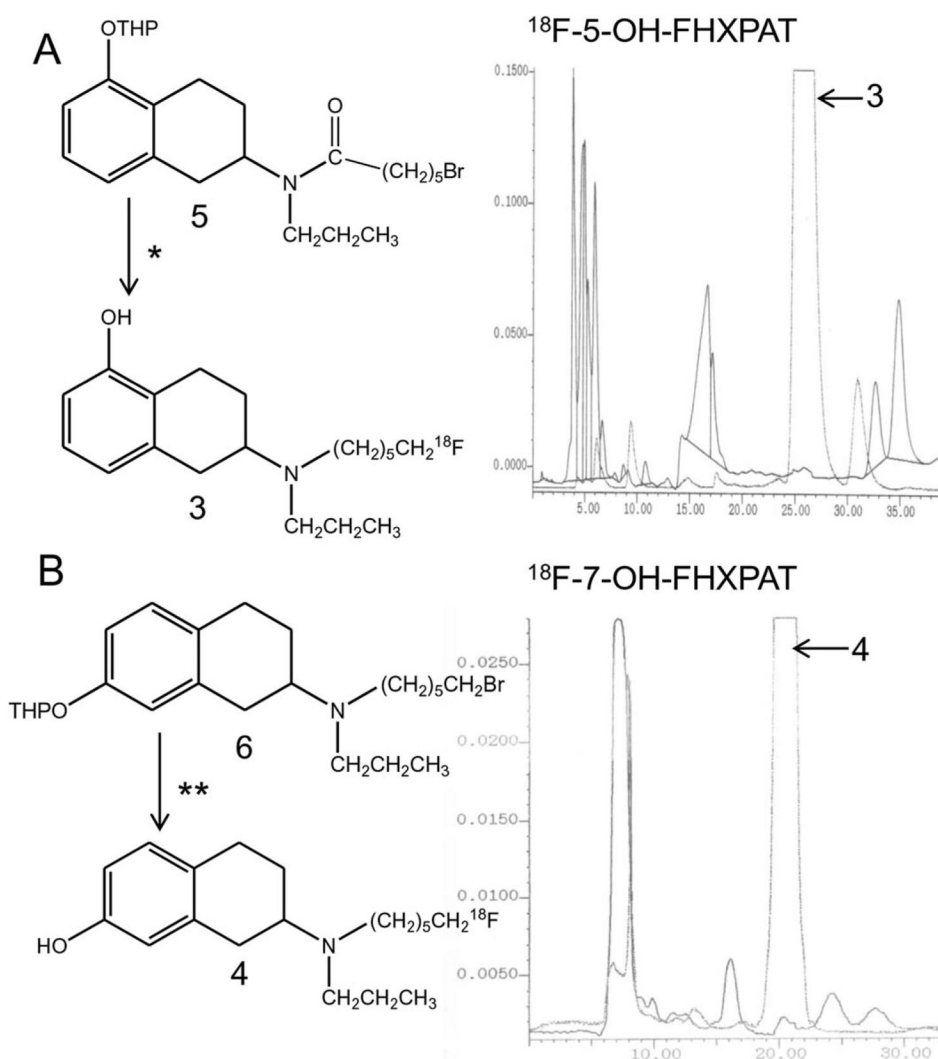 A
OTHP
O
C
(CH₂)₅Br
N
5
CH₂CH₂CH₃
*
OH
(CH₂)₅CH₂¹⁸F
N
3
CH₂CH₂CH₃
¹⁸F-5-OH-FHXPAT
0.1500
3
0.1000
0.0500
0.0000
5.00 10.00 15.00 20.00 25.00 30.00 35.00
B
(CH₂)₅CH₂Br
THPO
N
6
CH₂CH₂CH₃
**
(CH₂)₅CH₂¹⁸F
HO
N
4
CH₂CH₂CH₃
¹⁸F-7-OH-FHXPAT
4
0.0250
0.0200
0.0150
0.0100
0.0050
10.00 20.00 30.00